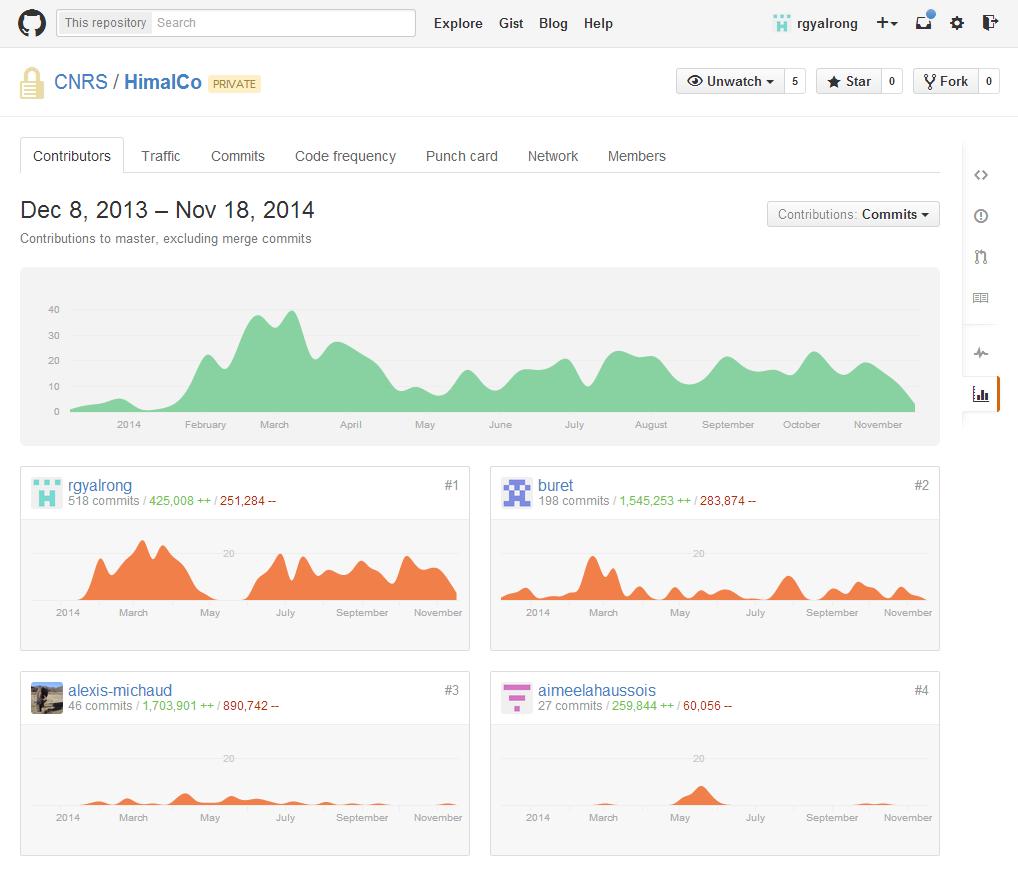 This repository Search Explore Gist Blog Help rgyalrong
CNRS / HimalCo PRIVATE Unwatch 5 Star 0 Fork 0
Contributors Traffic Commits Code frequency Punch card Network Members
Dec 8, 2013 – Nov 18, 2014
Contributions: Commits
Contributions to master, excluding merge commits
40
30
20
10
0
2014 February March April May June July August September October November
rgyalrong #1
518 commits / 425,008 ++ / 251,284 --
20
2014 March May July September November
buret #2
198 commits / 1,545,253 ++ / 283,874 --
20
2014 March May July September November
alexis-michaud #3
46 commits / 1,703,901 ++ / 890,742 --
20
2014 March May July September November
aimeelahaussois #4
27 commits / 259,844 ++ / 60,056 --
20
2014 March May July September November